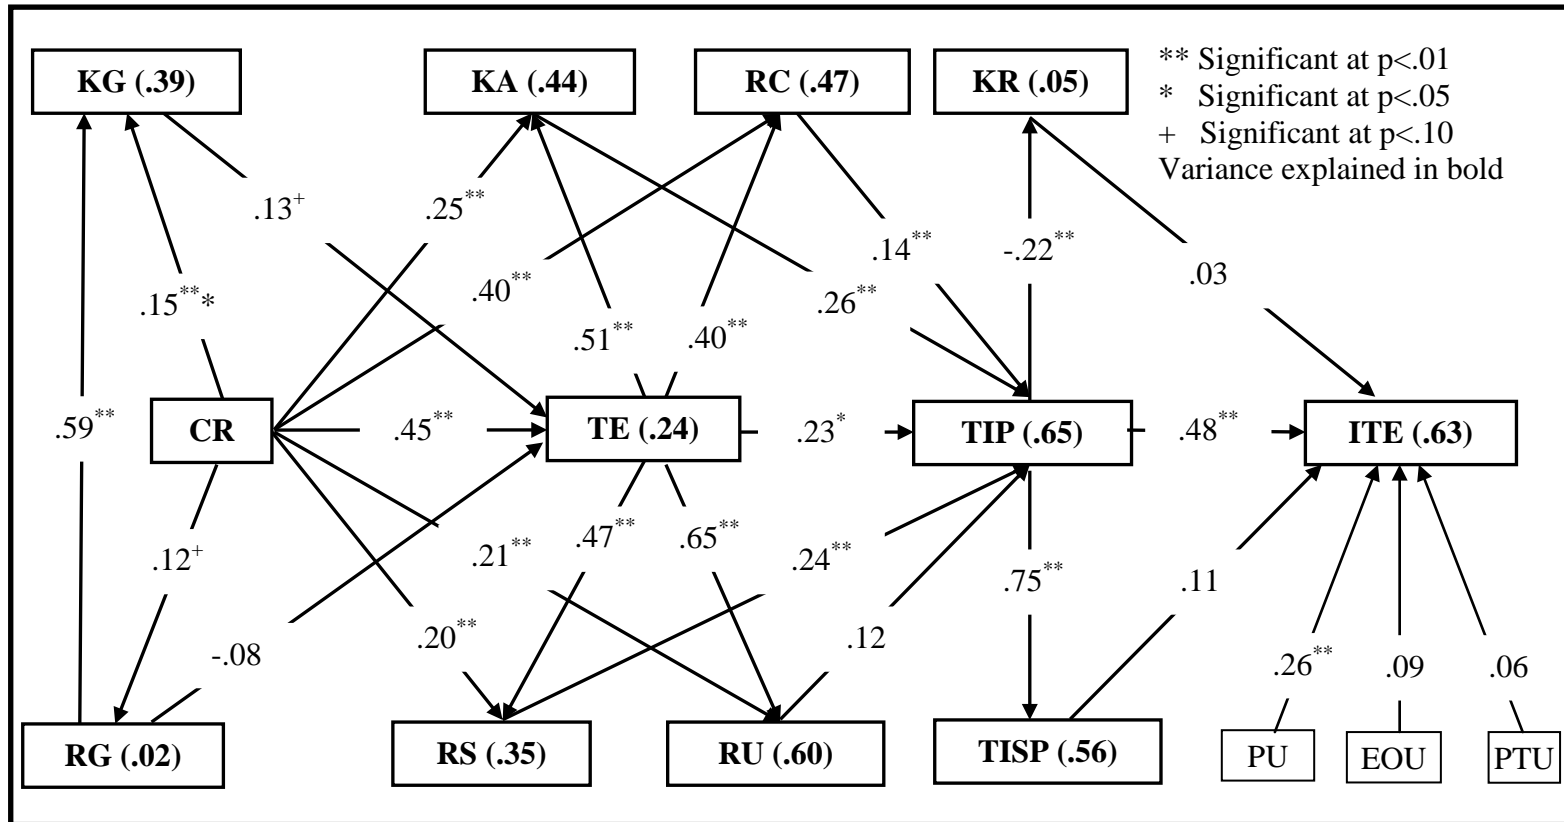 KG (.39)
KA (.44)
RC (.47)
KR (.05)
** Significant at p<.01
* Significant at p<.05
+ Significant at p<.10
Variance explained in bold
.13+
.25**
.40**
.14**
-.22**
.03
.15***
.26**
.51**
.40**
.59**
CR
.45**
TE (.24)
.23*
TIP (.65)
.48**
ITE (.63)
.12+
.21**
.47**
.65**
.24**
.75**
.11
-.08
.20**
.12
.26**
.09
.06
RG (.02)
RS (.35)
RU (.60)
TISP (.56)
PU
EOU
PTU